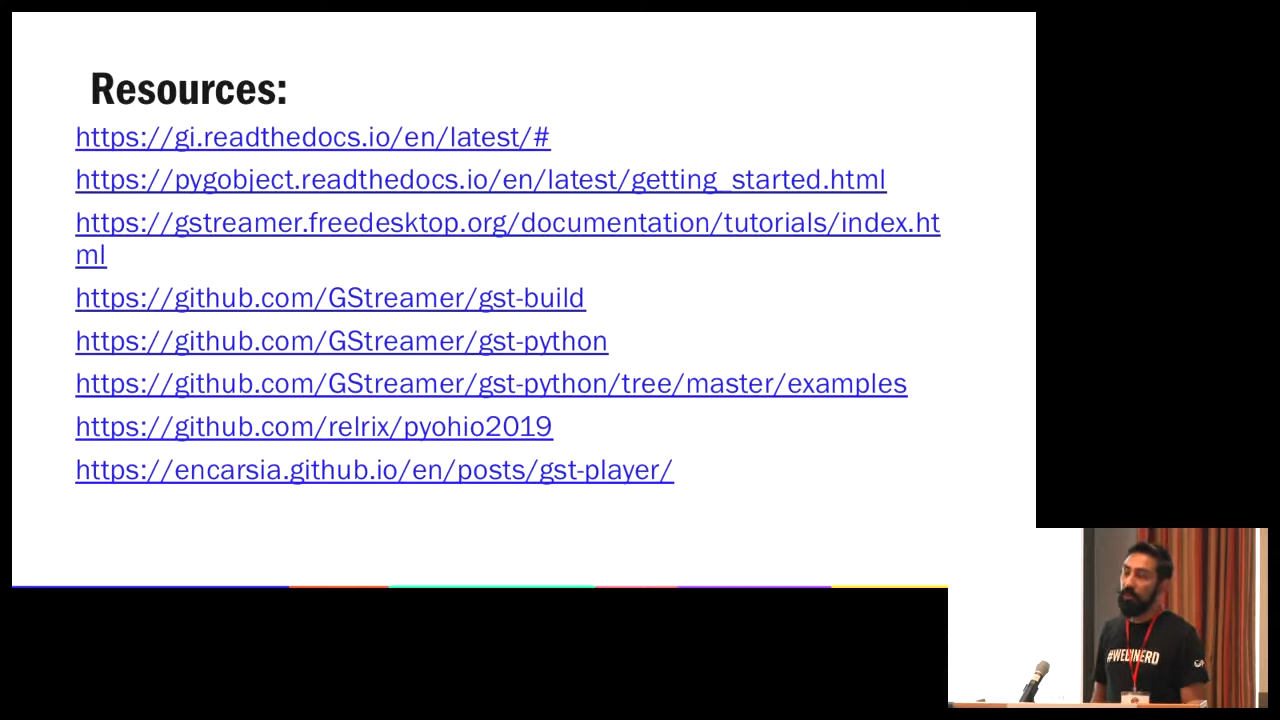 Resources:
https://gi.readthedocs.io/en/latest/#
https://pygobject.readthedocs.io/en/latest/getting_started.html
https://gstreamer.freedesktop.org/documentation/tutorials/index.ht
ml
https://github.com/GStreamer/gst-build
https://github.com/GStreamer/gst-python
https://github.com/GStreamer/gst-python/tree/master/examples
https://github.com/relrix/pyohio2019
https://encarsia.github.io/en/posts/gst-player/